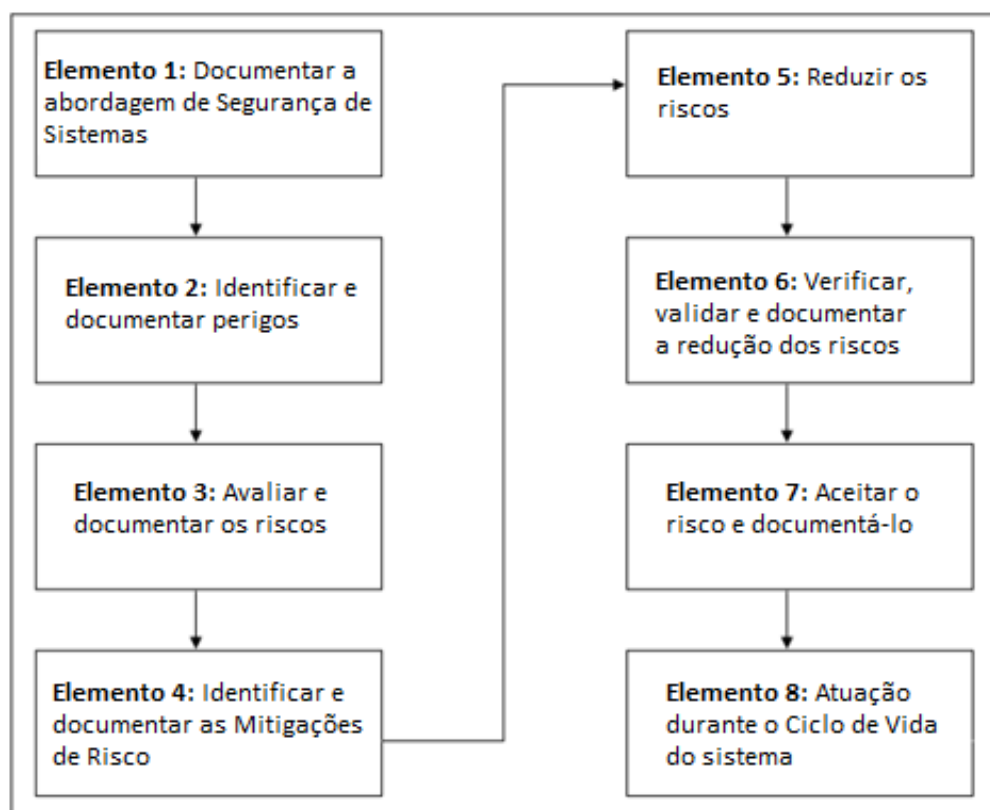 Elemento 1: Documentar a
abordagem de Segurança de
Sistemas
Elemento 2: Identificar e
documentar perigos
Elemento 3: Avaliar e
documentar os riscos
Elemento 4: Identificar e
documentar as Mitigações
de Risco
Elemento 5: Reduzir os
riscos
Elemento 6: Verificar,
validar e documentar
a redução dos riscos
Elemento 7: Aceitar o
risco e documentá-lo
Elemento 8: Atuação
durante o Ciclo de Vida
do sistema